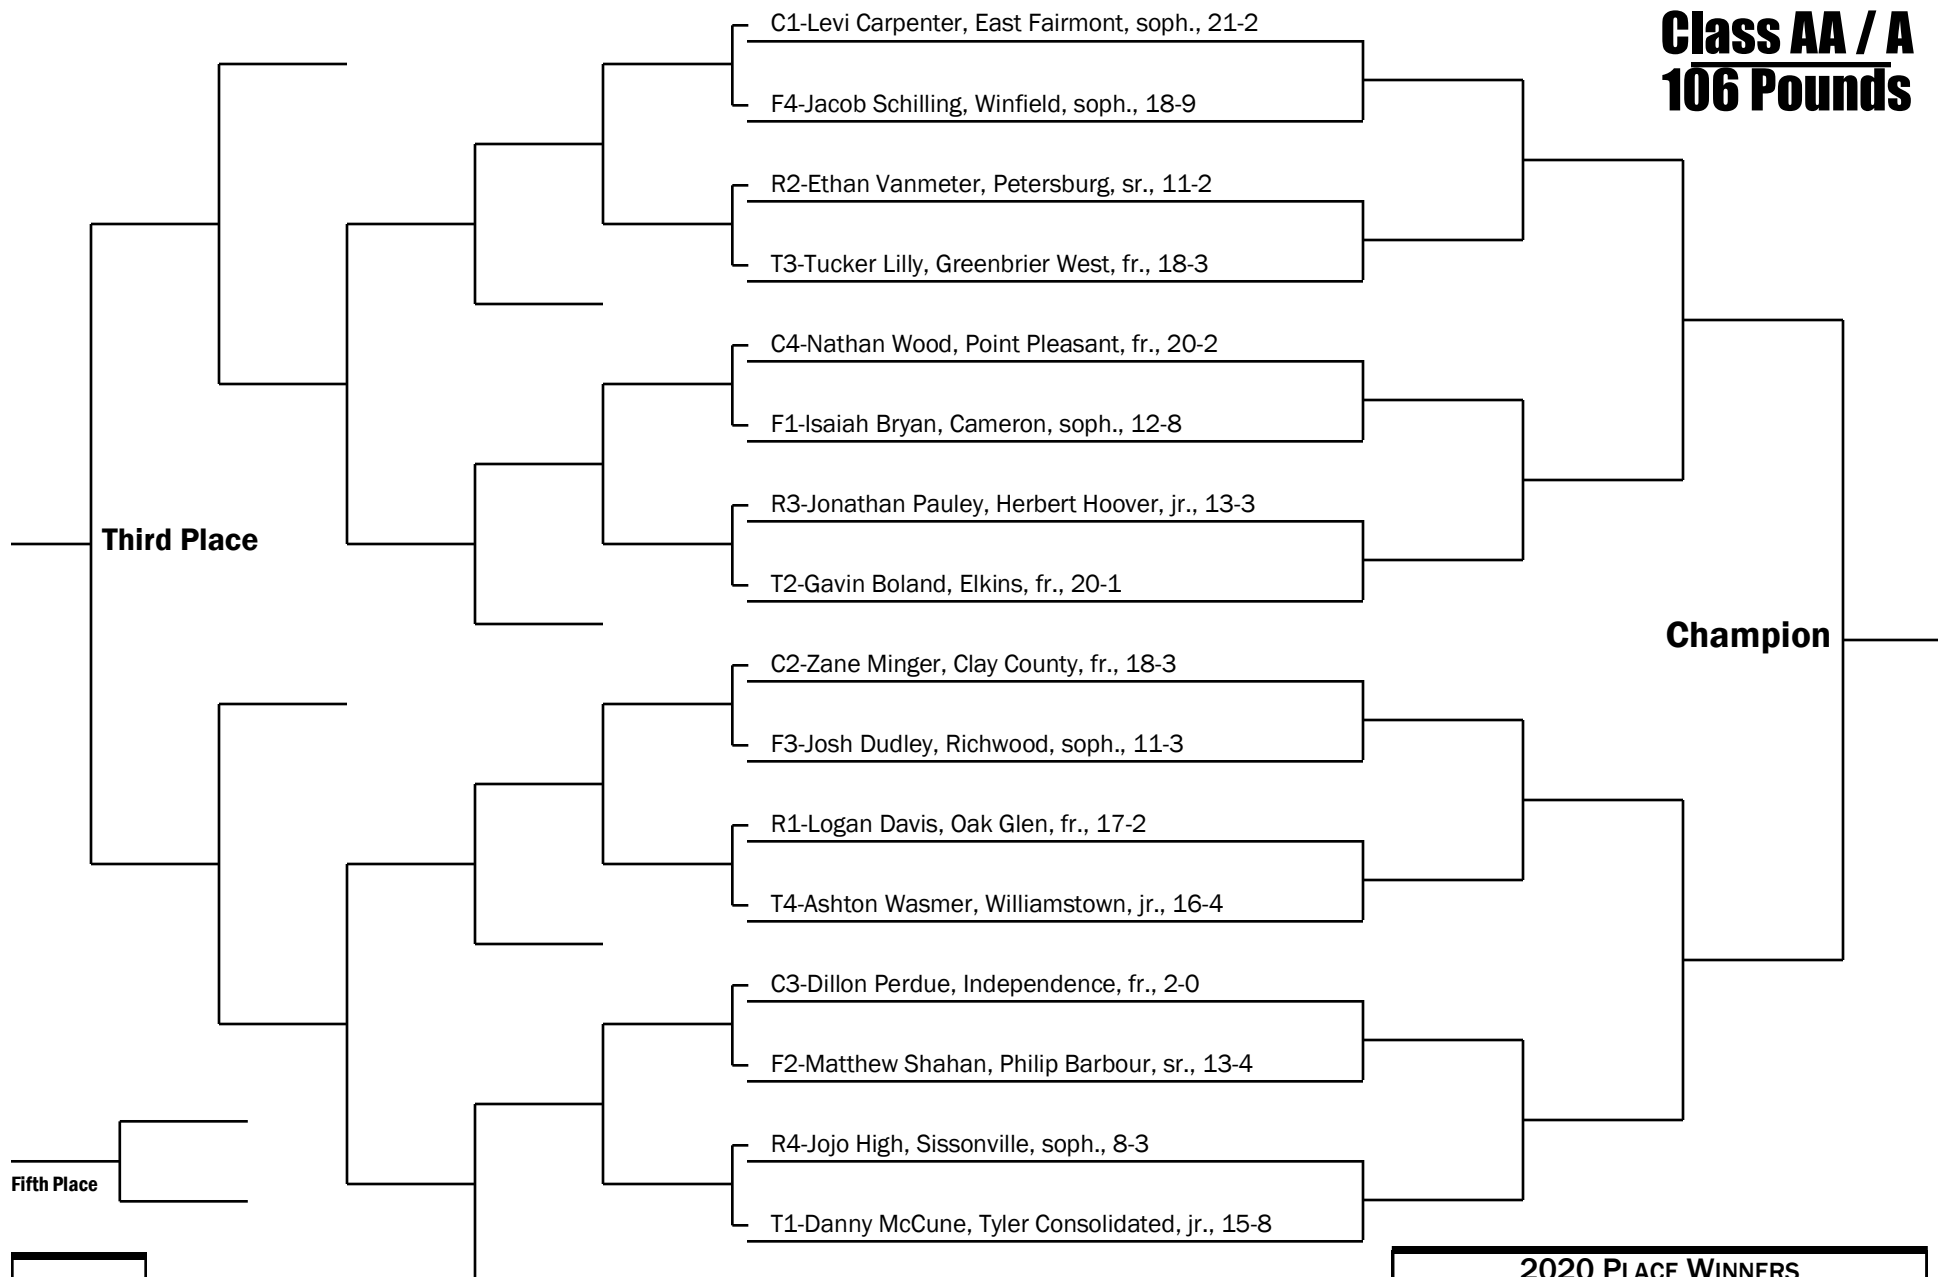 Class AA / A
106 Pounds
C1-Levi Carpenter, East Fairmont, soph., 21-2
F4-Jacob Schilling, Winfield, soph., 18-9
R2-Ethan Vanmeter, Petersburg, sr., 11-2
T3-Tucker Lilly, Greenbrier West, fr., 18-3
C4-Nathan Wood, Point Pleasant, fr., 20-2
F1-Isaiah Bryan, Cameron, soph., 12-8
R3-Jonathan Pauley, Herbert Hoover, jr., 13-3
Third Place
T2-Gavin Boland, Elkins, fr., 20-1
Champion
C2-Zane Minger, Clay County, fr., 18-3
F3-Josh Dudley, Richwood, soph., 11-3
R1-Logan Davis, Oak Glen, fr., 17-2
T4-Ashton Wasmer, Williamstown, jr., 16-4
C3-Dillon Perdue, Independence, fr., 2-0
F2-Matthew Shahan, Philip Barbour, sr., 13-4
R4-Jojo High, Sissonville, soph., 8-3
Fifth Place
T1-Danny McCune, Tyler Consolidated, jr., 15-8
2020 PLACE WINNERS